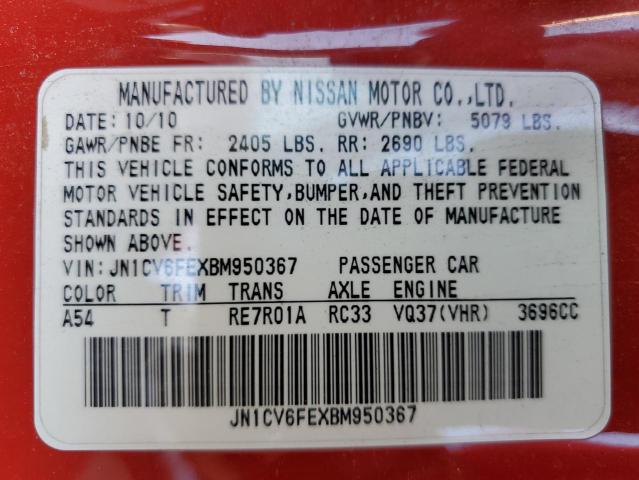 MANUFACTURED BY NISSAN MOTOR CO.,LTD.
DATE: 10/10 GVWR/PNBV: 5079 LBS.
GAWR/PNBE FR: 2405 LBS. RR: 2690 LBS.
THIS VEHICLE CONFORMS TO ALL APPLICABLE FEDERAL
MOTOR VEHICLE SAFETY,BUMPER,AND THEFT PREVENTION
STANDARDS IN EFFECT ON THE DATE OF MANUFACTURE
SHOWN ABOVE.
VIN: JN1CV6FEXBM950367 PASSENGER CAR
COLOR TRIM TRANS AXLE ENGINE
A54 T RE7R01A RC33 VQ37(VHR) 3696CC
JN1CV6FEXBM950367